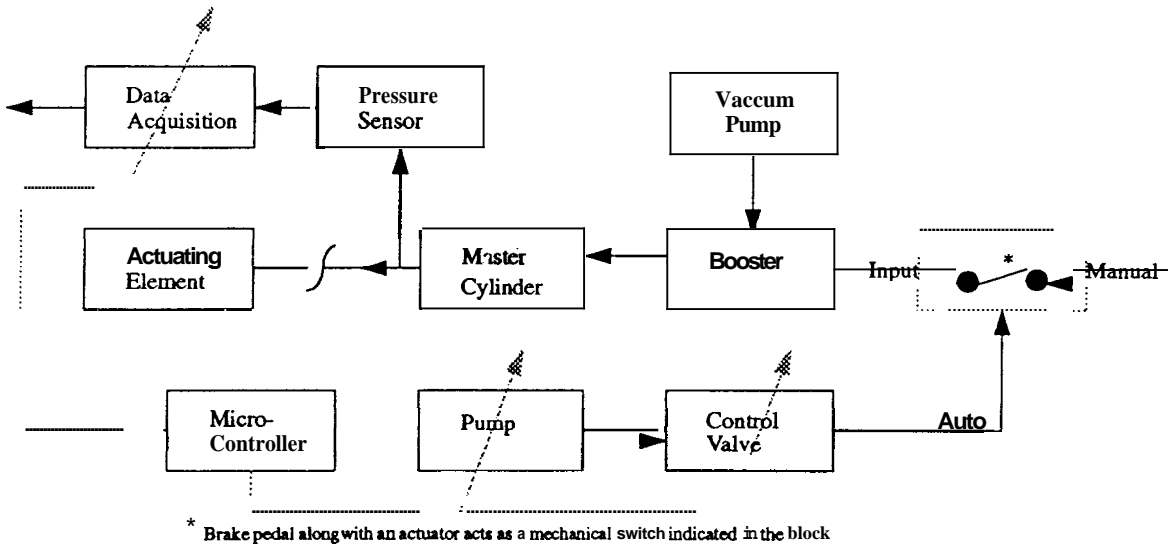 Data
Acquisition
Pressure
Sensor
Vaccum
Pump
Actuating
Element
Master
Cylinder
Booster
Input
*
Manual
Micro-
Controller
Pump
Control
Valve
Auto
* Brake pedal along with an actuator acts as a mechanical switch indicated in the block